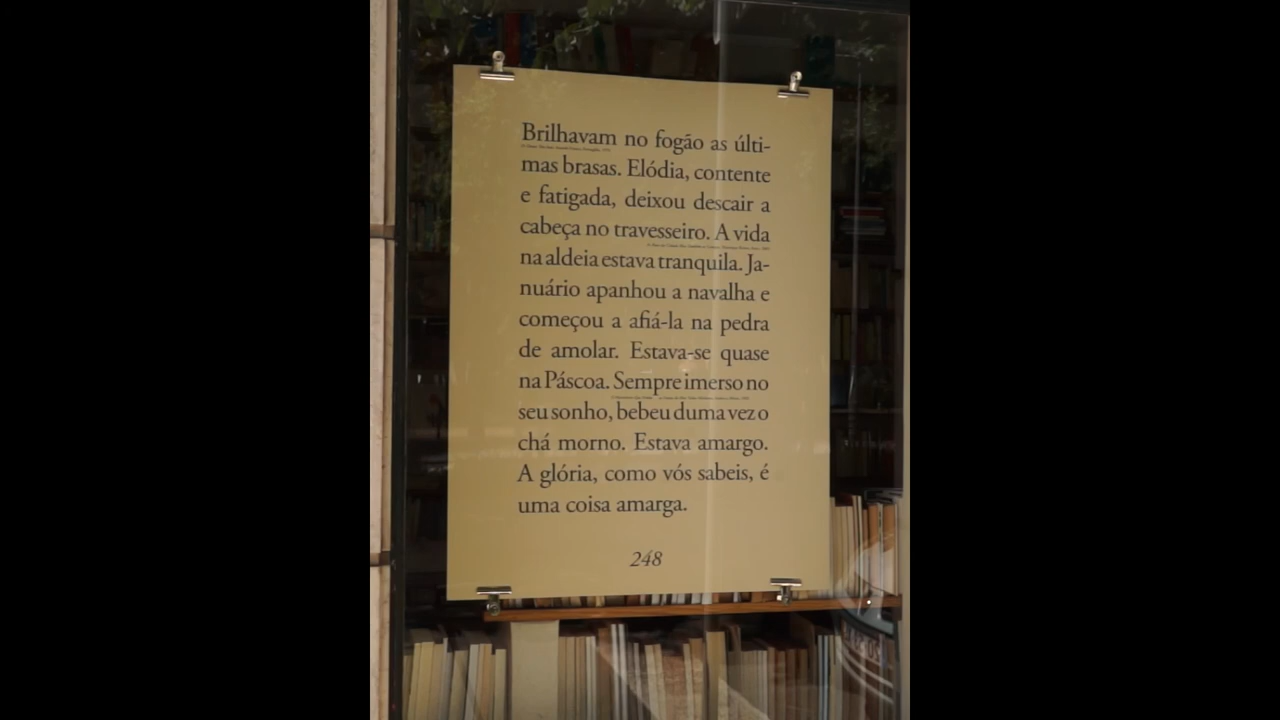 Brilhavam no fogão as últi-
mas brasas. Elódia, contente
e fatigada, deixou descair a
cabeça no travesseiro. A vida
na aldeia estava tranquila. Ja-
nuário apanhou a navalha e
começou a afiá-la na pedra
de amolar. Estava-se quase
na Páscoa. Sempre imerso no
seu sonho, bebeu duma vez o
chá morno. Estava amargo.
A glória, como vós sabeis, é
uma coisa amarga.
248